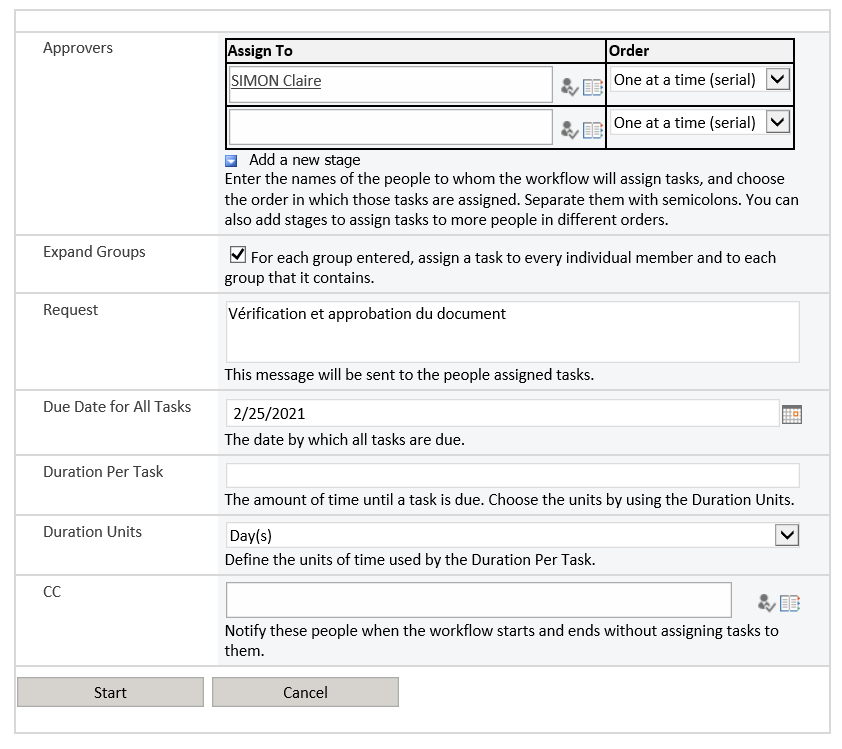 Approvers
Assign To Order
SIMON Claire One at a time (serial)
One at a time (serial)
Add a new stage
Enter the names of the people to whom the workflow will assign tasks, and choose
the order in which those tasks are assigned. Separate them with semicolons. You can
also add stages to assign tasks to more people in different orders.
Expand Groups
For each group entered, assign a task to every individual member and to each
group that it contains.
Request
Vérification et approbation du document
This message will be sent to the people assigned tasks.
Due Date for All Tasks
2/25/2021
The date by which all tasks are due.
Duration Per Task
The amount of time until a task is due. Choose the units by using the Duration Units.
Duration Units
Day(s)
Define the units of time used by the Duration Per Task.
CC
Notify these people when the workflow starts and ends without assigning tasks to
them.
Start Cancel